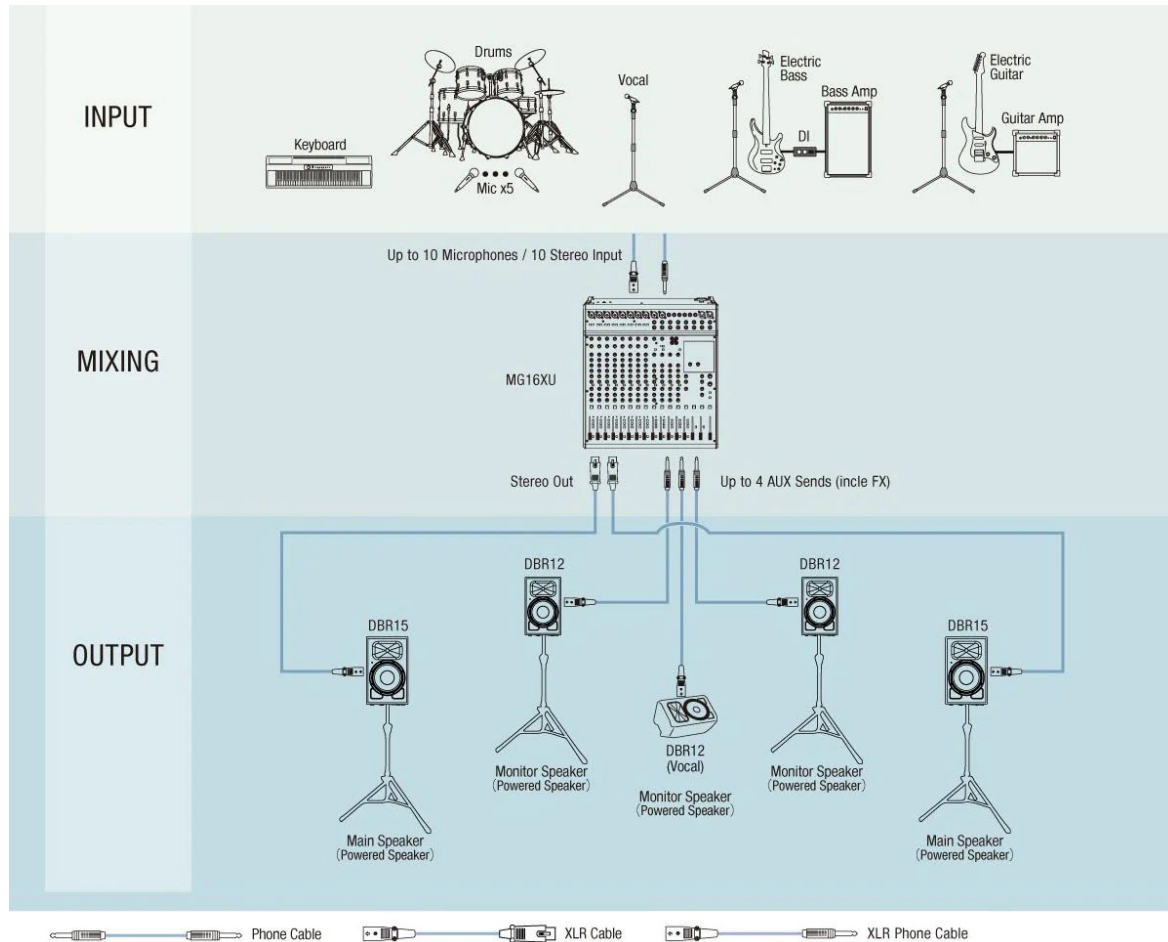 INPUT
Keyboard
Drums
Mic x5
Vocal
Electric
Bass
DI
Bass Amp
Electric
Guitar
Guitar Amp
MIXING
Up to 10 Microphones / 10 Stereo Input
MG16XU
Stereo Out
Up to 4 AUX Sends (incle FX)
OUTPUT
DBR15
Main Speaker
(Powered Speaker)
DBR12
Monitor Speaker
(Powered Speaker)
DBR12
(Vocal)
Monitor Speaker
(Powered Speaker)
DBR12
Monitor Speaker
(Powered Speaker)
DBR15
Main Speaker
(Powered Speaker)
Phone Cable
XLR Cable
XLR Phone Cable